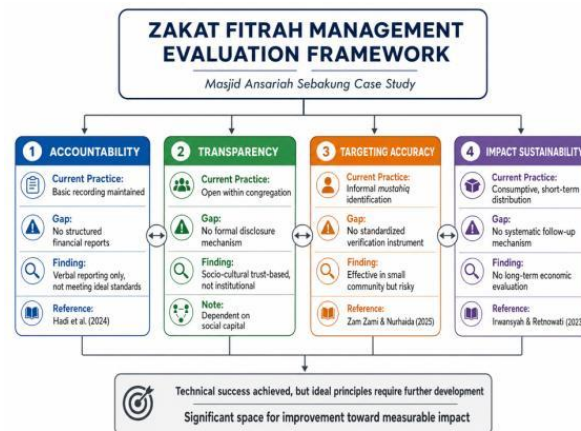 ZAKAT FITRAH MANAGEMENT
EVALUATION FRAMEWORK
Masjid Ansariah Sebakung Case Study
1 ACCOUNTABILITY
Current Practice:
Basic recording maintained
Gap:
No structured
financial reports
Finding:
Verbal reporting only,
not meeting ideal standards
Reference:
Hadi et al. (2024)
2 TRANSPARENCY
Current Practice:
Open within congregation
Gap:
No formal disclosure
mechanism
Finding:
Socio-cultural trust-based,
not institutional
Note:
Dependent on
social capital
3 TARGETING ACCURACY
Current Practice:
Informal mustahiq
identification
Gap:
No standardized
verification instrument
Finding:
Effective in small
community but risky
Reference:
Zam Zami & Nurhaida (2025)
4 IMPACT SUSTAINABILITY
Current Practice:
Consumptive, short-term
distribution
Gap:
No systematic follow-up
mechanism
Finding:
No long-term economic
evaluation
Reference:
Irwansyah & Retnowati (2023)
Technical success achieved, but ideal principles require further development
Significant space for improvement toward measurable impact